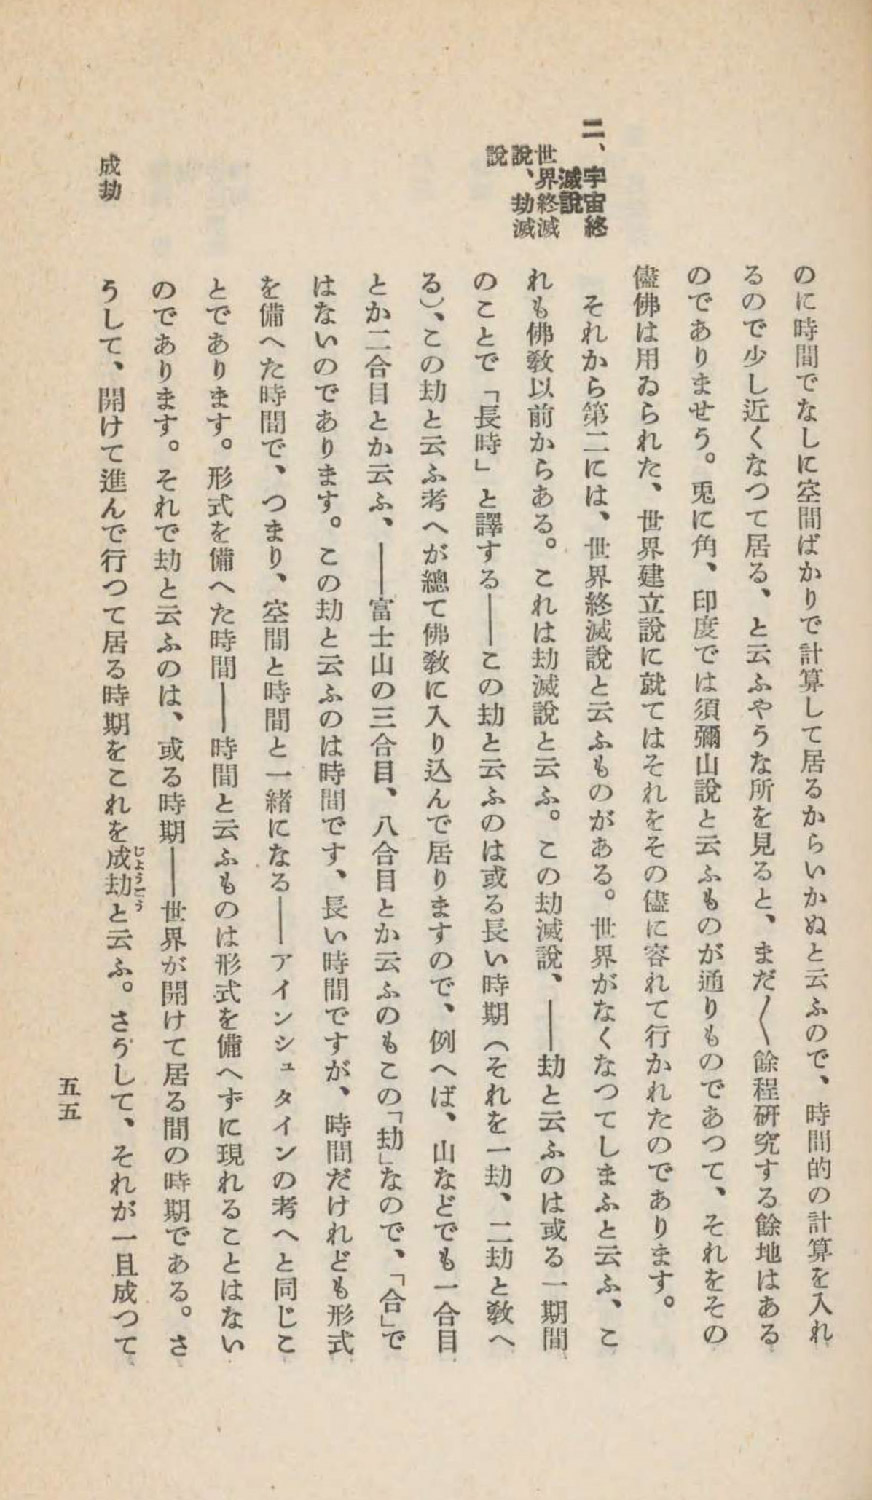 のに時間でなしに空間ばかりで計算して居るからいかぬと云ふので、時間的の計算を入れ
るので少し近くなつて居る、と云ふやうな所を見ると、まだ〳〵餘程硏究する餘地はある
のでありませう。兎に角、印度では須彌山說と云ふものが通りものであつて、それをその
儘佛は用ゐられた、世界建立說に就てはそれをその儘に容れて行かれたのであります。
二、宇宙終
滅說
世界終滅
說、劫滅
說
それから第二には、世界終滅說と云ふものがある。世界がなくなつてしまふと云ふ、こ
れも佛敎以前からある。これは劫滅說と云ふ。この劫滅說、――劫と云ふのは或る一期間
のことで「長時」と譯する――この劫と云ふのは或る長い時期（それを一劫、二劫と敎へ
る）、この劫と云ふ考へが總て佛敎に入り込んで居りますので、例へば、山などでも一合目
とか二合目とか云ふ、――富士山の三合目、八合目とか云ふのもこの「劫」なので、「合」で
はないのであります。この劫と云ふのは時間です、長い時間ですが、時間だけれども形式
を備へた時間で、つまり、空間と時間と一緖になる――アインシュタインの考へと同じこ
とであります。形式を備へた時間――時間と云ふものは形式を備へずに現れることはない
のであります。それで劫と云ふのは、或る時期――世界が開けて居る間の時期である。さ
成劫
うして、開けて進んで行つて居る時期をこれを成劫じょうごうと云ふ。さうして、それが一旦成つて
五五